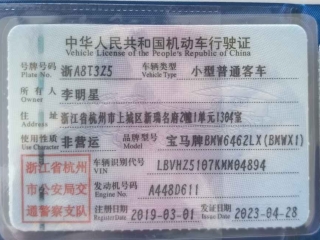 中华人民共和国机动车行驶证
Vehicle License of the People's Republic of China
号牌号码 浙A8T3Z5 车辆类型 小型普通客车
Plate No. Vehicle Type
所有人 李明星
Owner
住址 浙江省杭州市上城区新瑞名府2幢1单元1304室
Address
使用性质 非营运 品牌型号 宝马牌BMW6462LX(BMWX1)
Use Character
浙江省杭州 车辆识别代号 LBVHZ5107KMM04894
VIN
市公安局交 发动机号码 A448D611
Engine No.
通警察支队 注册日期 2019-03-01 发证日期 2023-04-28
Register Date Issue Date